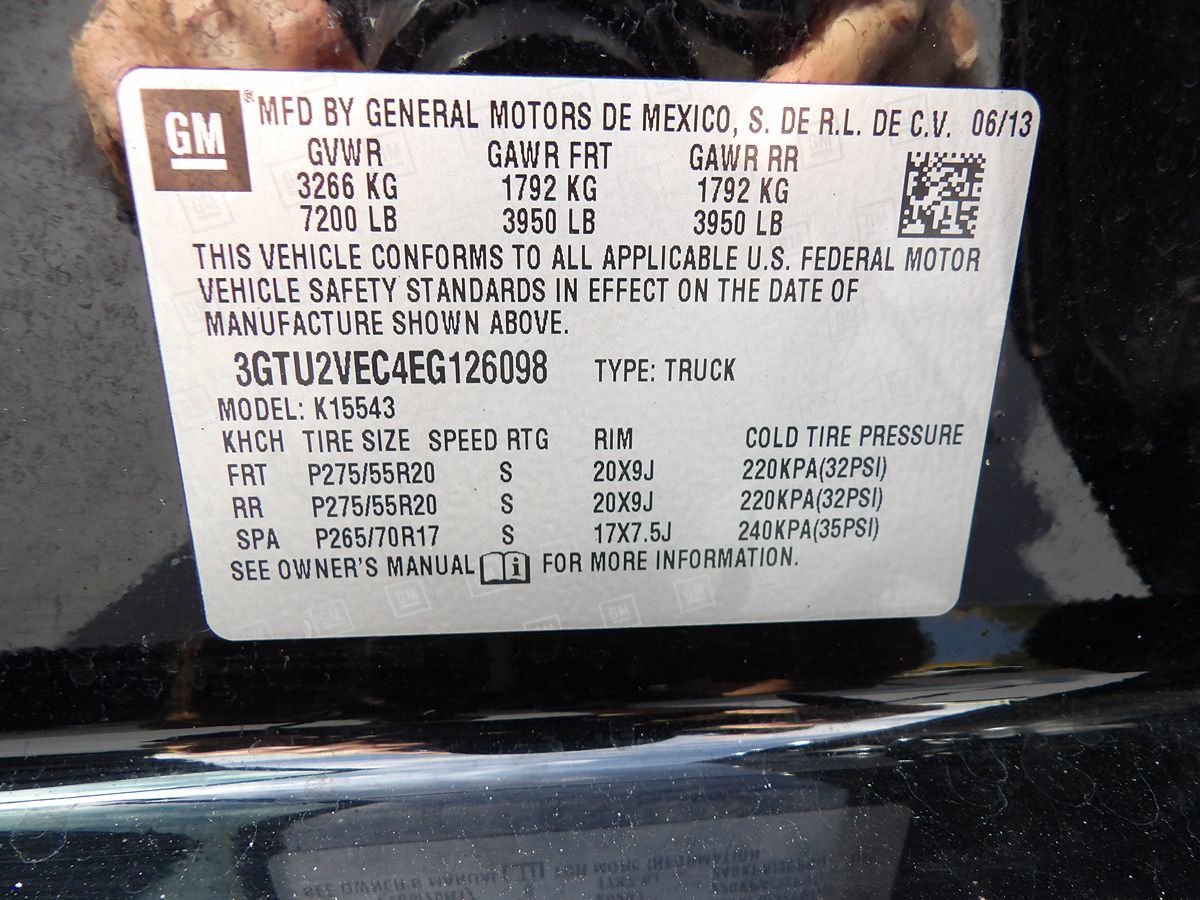 GM ® MFD BY GENERAL MOTORS DE MEXICO, S. DE R.L. DE C.V. 06/13
GVWR GAWR FRT GAWR RR
3266 KG 1792 KG 1792 KG
7200 LB 3950 LB 3950 LB
THIS VEHICLE CONFORMS TO ALL APPLICABLE U.S. FEDERAL MOTOR
VEHICLE SAFETY STANDARDS IN EFFECT ON THE DATE OF
MANUFACTURE SHOWN ABOVE.
3GTU2VEC4EG126098 TYPE: TRUCK
MODEL: K15543
KHCH TIRE SIZE SPEED RTG RIM COLD TIRE PRESSURE
FRT P275/55R20 S 20X9J 220KPA(32PSI)
RR P275/55R20 S 20X9J 220KPA(32PSI)
SPA P265/70R17 S 17X7.5J 240KPA(35PSI)
SEE OWNER'S MANUAL i FOR MORE INFORMATION.